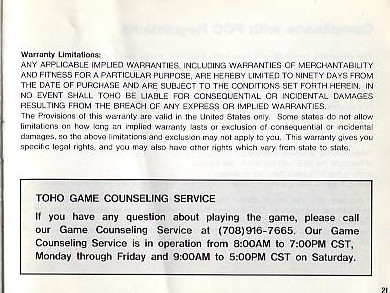 Warranty Limitations:
ANY APPLICABLE IMPLIED WARRANTIES, INCLUDING WARRANTIES OF MERCHANTABILITY
AND FITNESS FOR A PARTICULAR PURPOSE, ARE HEREBY LIMITED TO NINETY DAYS FROM
THE DATE OF PURCHASE AND ARE SUBJECT TO THE CONDITIONS SET FORTH HEREIN. IN
NO EVENT SHALL TOHO BE LIABLE FOR CONSEQUENTIAL OR INCIDENTAL DAMAGES
RESULTING FROM THE BREACH OF ANY EXPRESS OR IMPLIED WARRANTIES.
The Provisions of this warranty are valid in the United States only. Some states do not allow
limitations on how long an implied warranty lasts or exclusion of consequential or incidental
damages, so the above limitations and exclusion may not apply to you. This warranty gives you
specific legal rights, and you may also have other rights which vary from state to state.
TOHO GAME COUNSELING SERVICE
If you have any question about playing the game, please call
our Game Counseling Service at (708)916-7665. Our Game
Counseling Service is in operation from 8:00AM to 7:00PM CST,
Monday through Friday and 9:00AM to 5:00PM CST on Saturday.
21